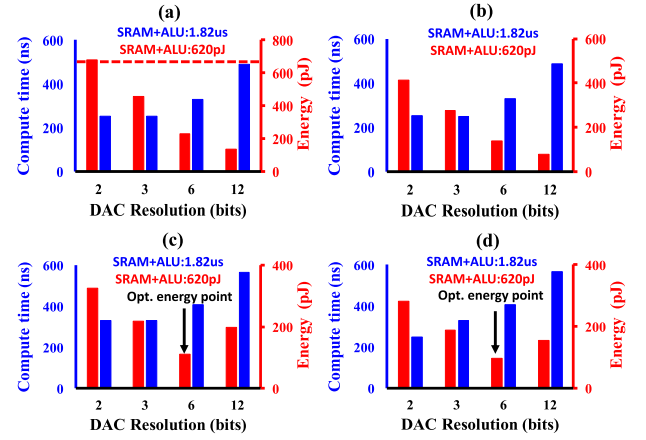 (a)
SRAM+ALU:1.82us
SRAM+ALU:620pJ
Compute time (ns)
600
400
200
0
800
600
400
200
0
Energy (pJ)
2 3 6 12
DAC Resolution (bits)
(b)
SRAM+ALU:1.82us
SRAM+ALU:620pJ
Compute time (ns)
600
400
200
0
600
400
200
0
Energy (pJ)
2 3 6 12
DAC Resolution (bits)
(c)
SRAM+ALU:1.82us
SRAM+ALU:620pJ
Opt. energy point
Compute time (ns)
600
400
200
0
400
200
0
Energy (pJ)
2 3 6 12
DAC Resolution (bits)
(d)
SRAM+ALU:1.82us
SRAM+ALU:620pJ
Opt. energy point
Compute time (ns)
600
400
200
0
400
200
0
Energy (pJ)
2 3 6 12
DAC Resolution (bits)